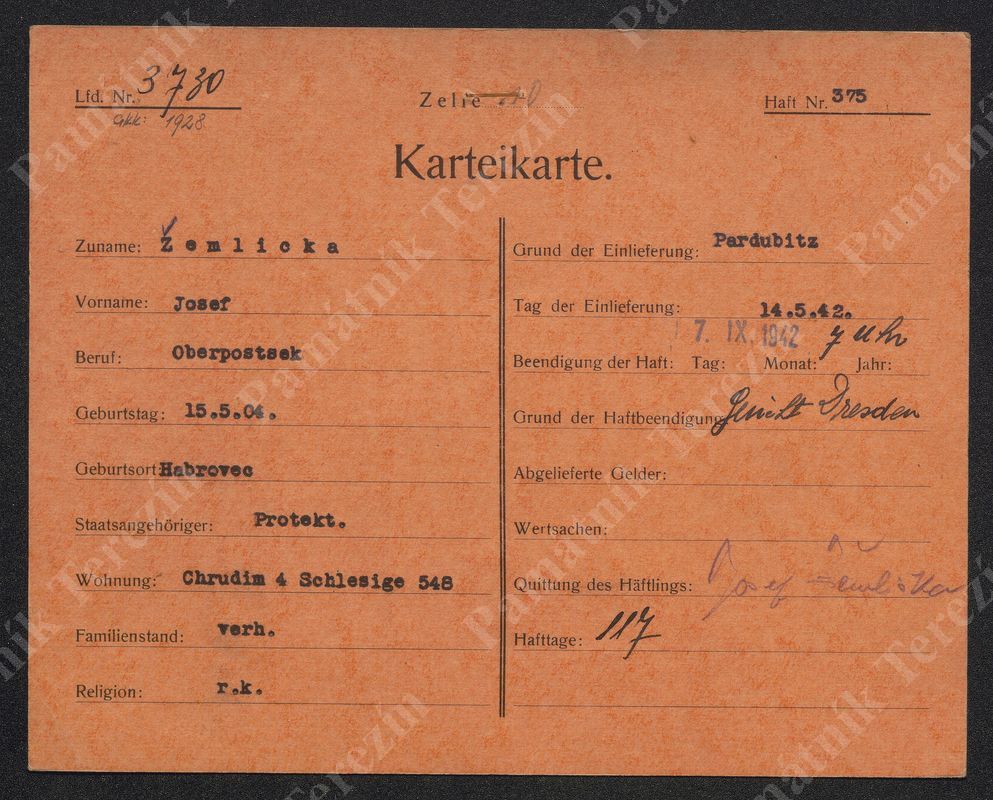 Lfd. Nr. 3730
Gkk: 1928
Zelle
Haft Nr. 375
Karteikarte.
Zuname: Žemlicka
Vorname: Josef
Beruf: Oberpostsek
Geburtstag: 15.5.04.
Geburtsort: Habrovec
Staatsangehöriger: Protekt.
Wohnung: Chrudim 4 Schlesige 548
Familienstand: verh.
Religion: r.k.
Grund der Einlieferung: Pardubitz
Tag der Einlieferung: 14.5.42.
7. IX. 1942 7 Uhr
Beendigung der Haft: Tag: Monat: Jahr:
Grund der Haftbeendigung Gericht Dresden
Abgelieferte Gelder:
Wertsachen:
Quittung des Häftlings: Josef Žemlička
Hafttage: 117
Památník Terezín